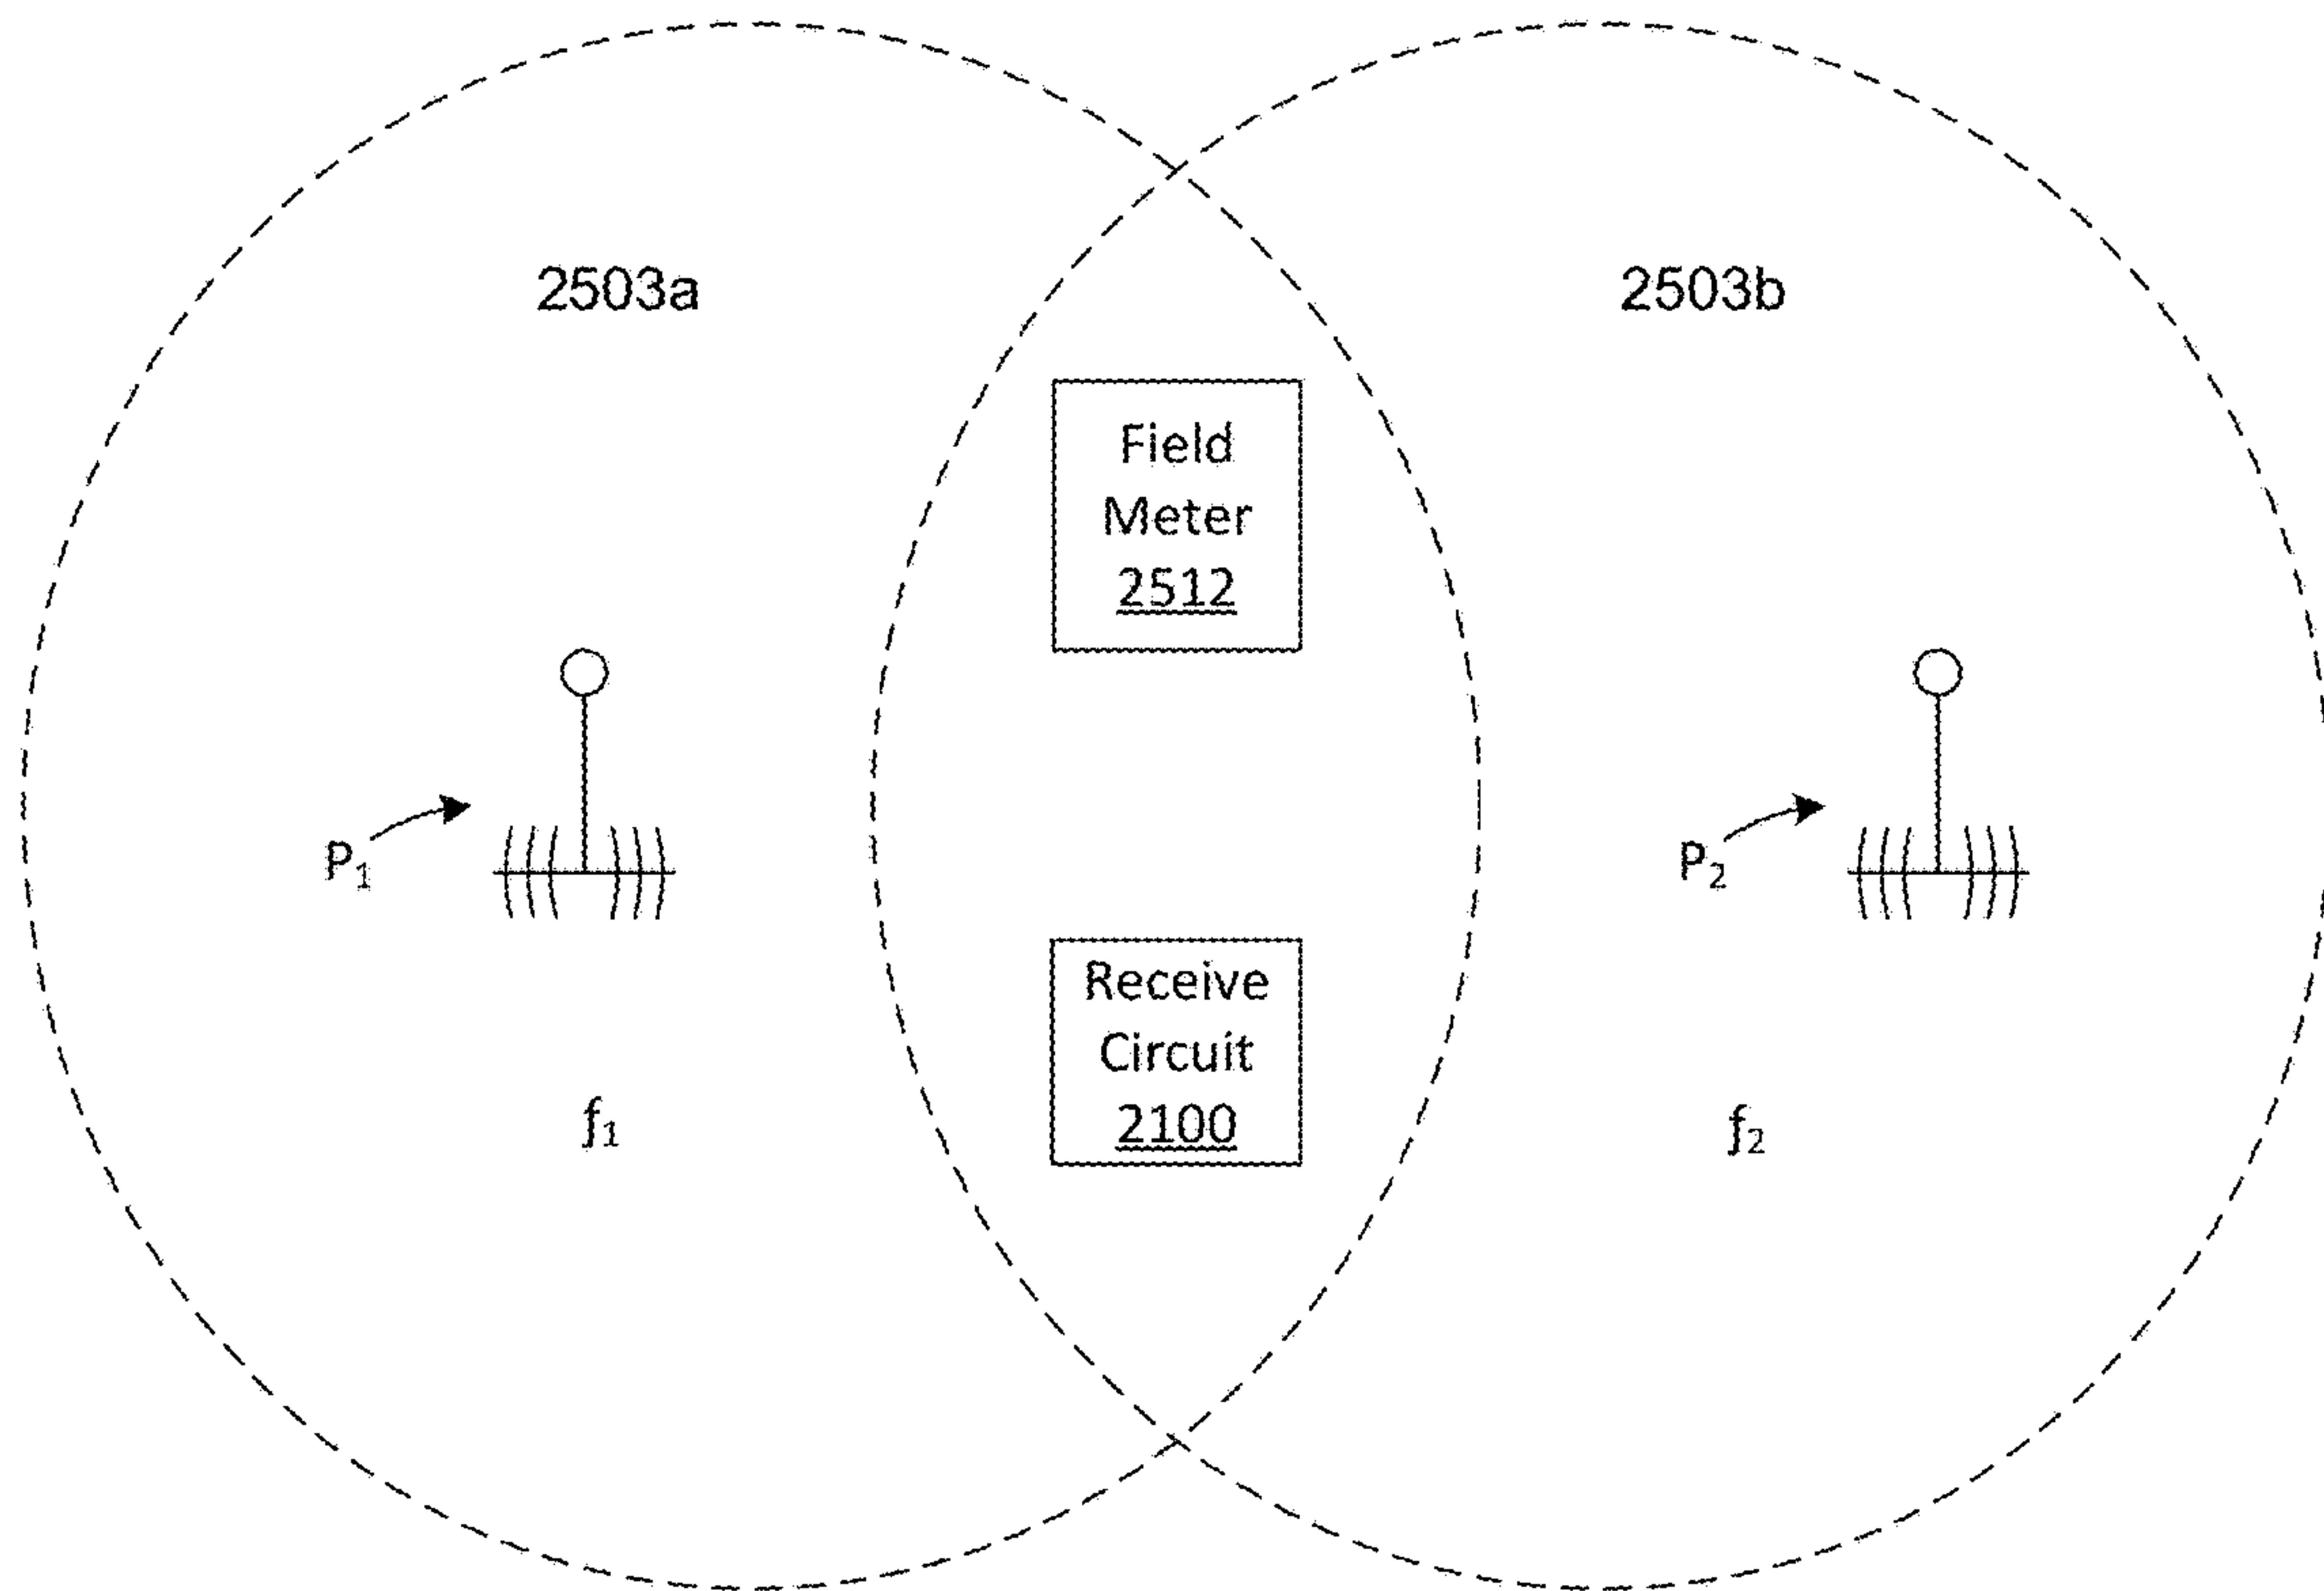 2503a
2503b
Field
Meter
2512
P₁
P₂
Receive
Circuit
2100
f₁
f₂